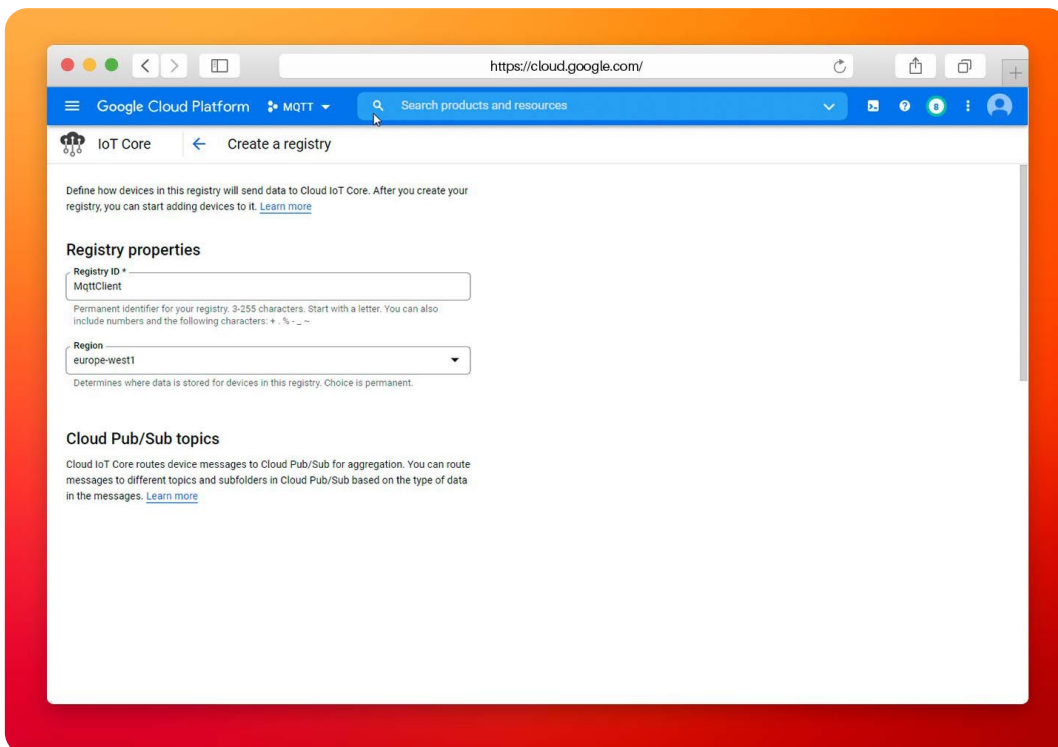 https://cloud.google.com/
Google Cloud Platform
MQTT
Search products and resources
8
IoT Core
Create a registry
Define how devices in this registry will send data to Cloud IoT Core. After you create your
registry, you can start adding devices to it. Learn more
Registry properties
Registry ID *
MqttClient
Permanent identifier for your registry. 3-255 characters. Start with a letter. You can also
include numbers and the following characters: + . % - _ ~
Region
europe-west1
Determines where data is stored for devices in this registry. Choice is permanent.
Cloud Pub/Sub topics
Cloud IoT Core routes device messages to Cloud Pub/Sub for aggregation. You can route
messages to different topics and subfolders in Cloud Pub/Sub based on the type of data
in the messages. Learn more